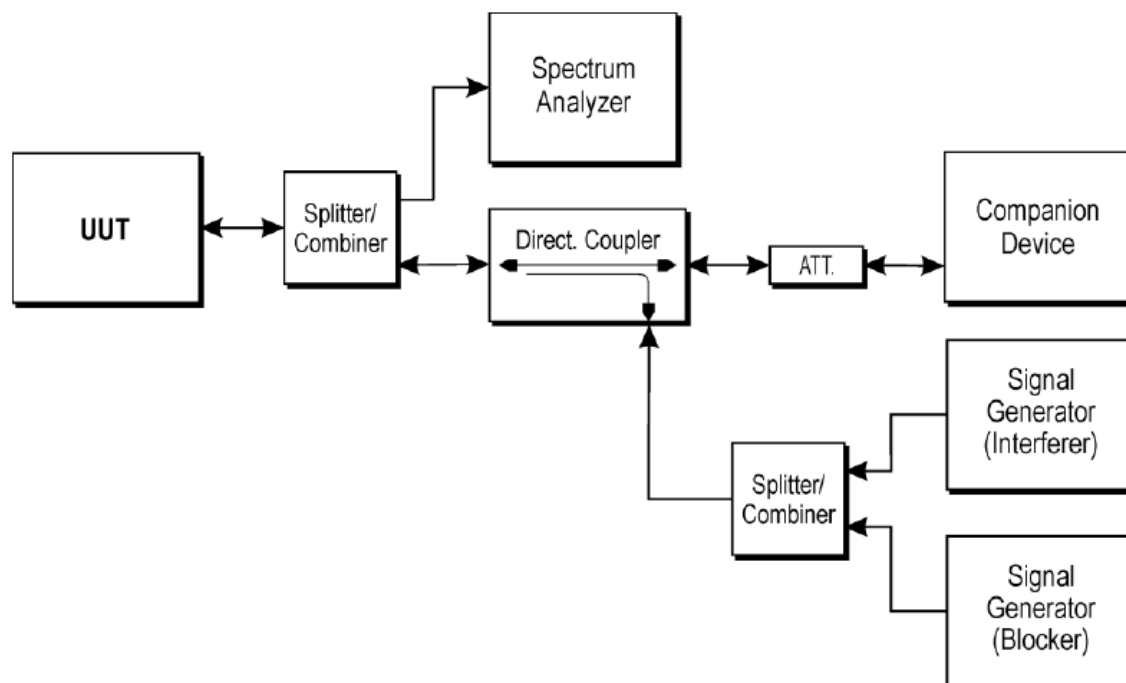 Spectrum
Analyzer
UUT
Splitter/
Combiner
Direct. Coupler
ATT.
Companion
Device
Signal
Generator
(Interferer)
Splitter/
Combiner
Signal
Generator
(Blocker)